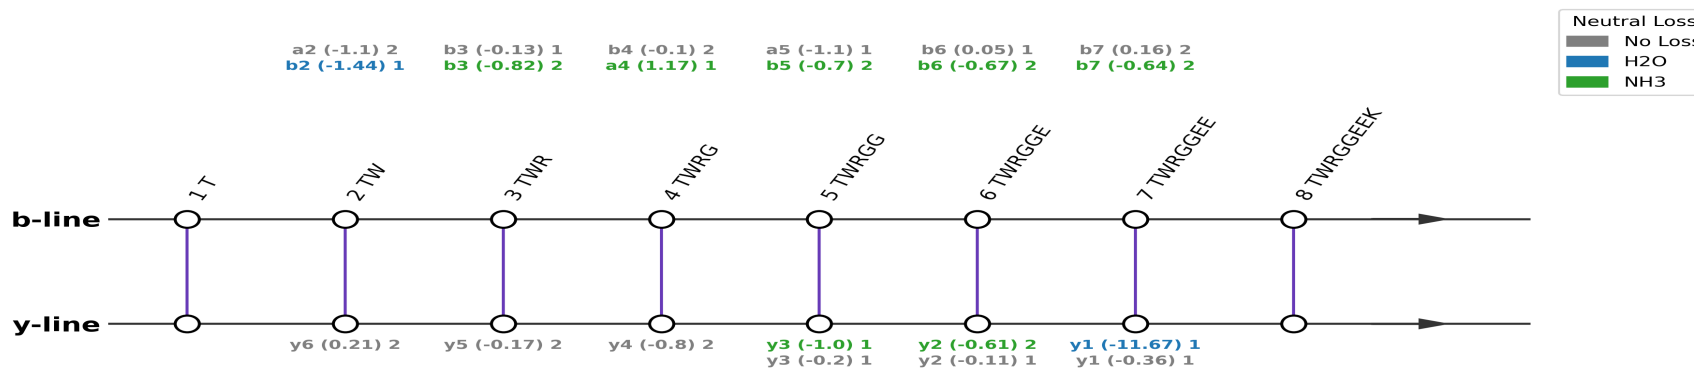 Neutral Loss
No Los
H2O
NH3
a2 (-1.1) 2
b3 (-0.13) 1
b4 (-0.1) 2
a5 (-1.1) 1
b6 (0.05) 1
b7 (0.16) 2
b2 (-1.44) 1
b3 (-0.82) 2
a4 (1.17) 1
b5 (-0.7) 2
b6 (-0.67) 2
b7 (-0.64) 2
1 T
2 TW
3 TWR
4 TWRG
5 TWRGG
6 TWRGGE
7 TWRGGEE
8 TWRGGEEK
b-line
y-line
y6 (0.21) 2
y5 (-0.17) 2
y4 (-0.8) 2
y3 (-1.0) 1
y2 (-0.61) 2
y1 (-11.67) 1
y3 (-0.2) 1
y2 (-0.11) 1
y1 (-0.36) 1